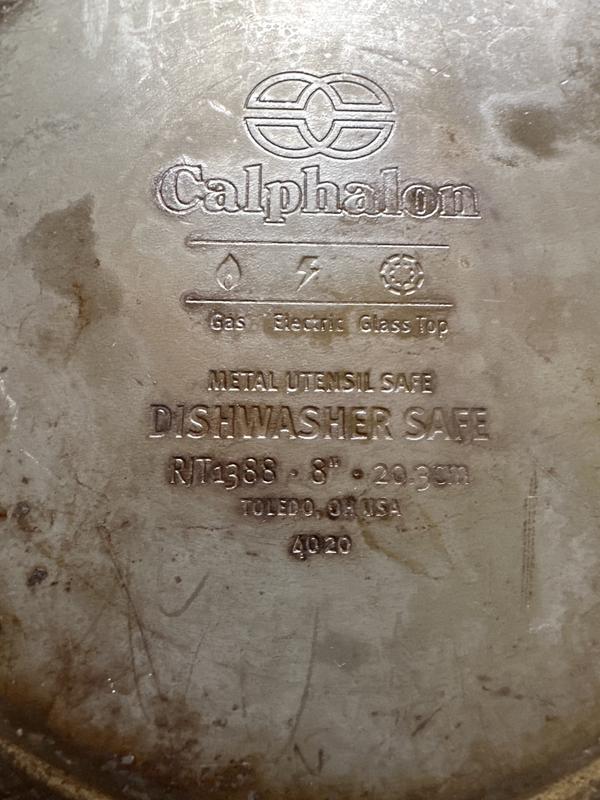 Calphalon
Gas Electric Glass Top
METAL UTENSIL SAFE
DISHWASHER SAFE
R/T1388 · 8" · 20.3cm
TOLEDO, OH USA
4020